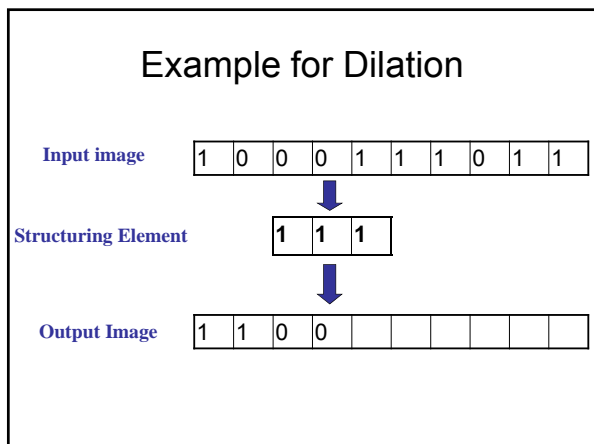 Example for Dilation
Input image 1 0 0 0 1 1 1 0 1 1
Structuring Element 1 1 1
Output Image 1 1 0 0